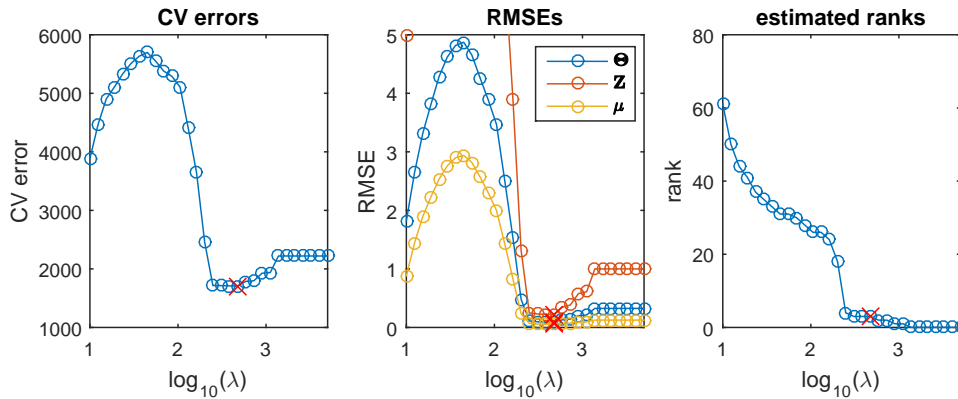 CV errors
6000
5000
4000
3000
2000
1000
CV error
1
2
3
log10(λ)
RMSEs
5
4
3
2
1
0
RMSE
Θ
Z
μ
1
2
3
log10(λ)
estimated ranks
80
60
40
20
0
rank
1
2
3
log10(λ)